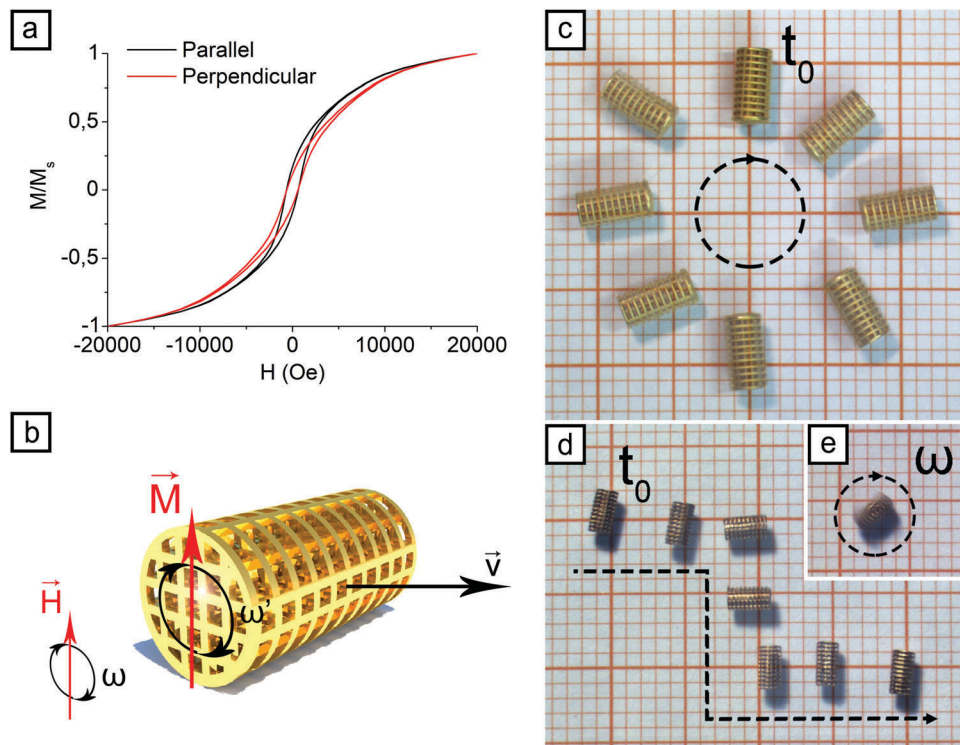 a
Parallel
Perpendicular
1
0,5
0
-0,5
-1
M/Mₛ
-20000 -10000 0 10000 20000
H (Oe)
b
M
H
ω
ω'
v
c
t₀
d
t₀
e
ω